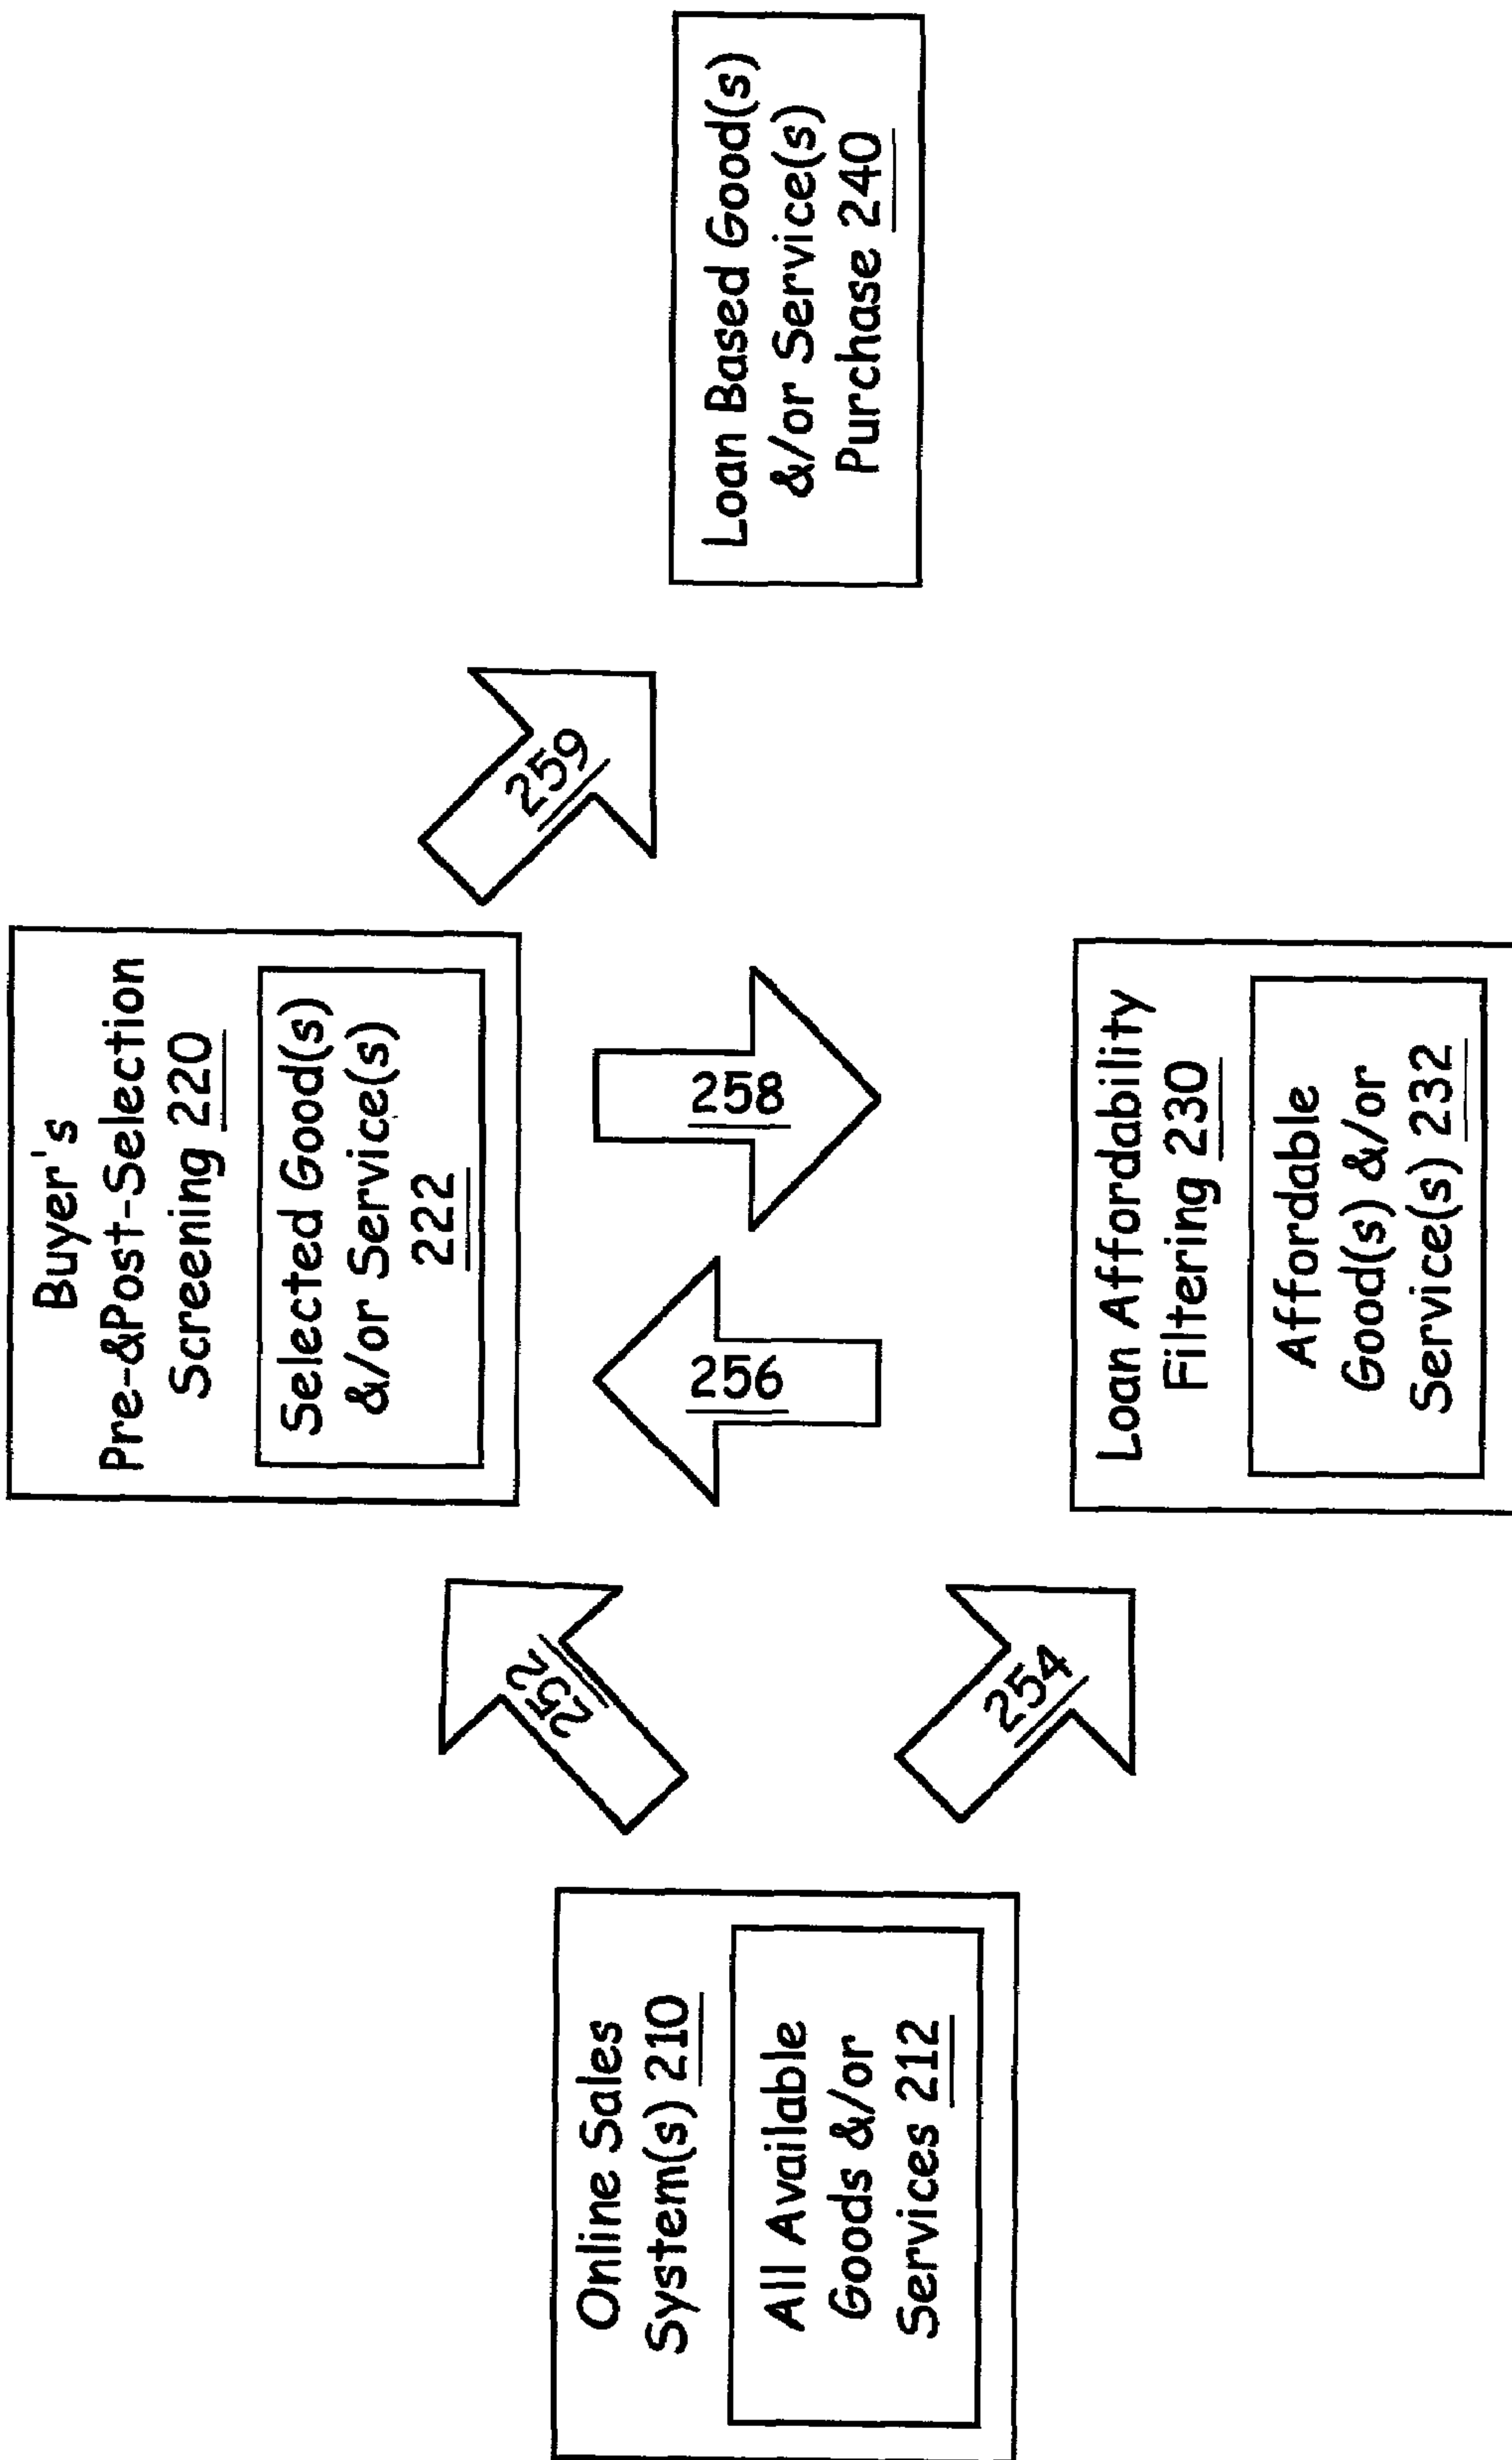 Online Sales
System(s) 210
All Available
Goods &/or
Services 212
252
254
Buyer's
Pre-&Post-Selection
Screening 220
Selected Good(s)
&/or Service(s)
222
256
258
Loan Affordability
Filtering 230
Affordable
Good(s) &/or
Service(s) 232
259
Loan Based Good(s)
&/or Service(s)
Purchase 240